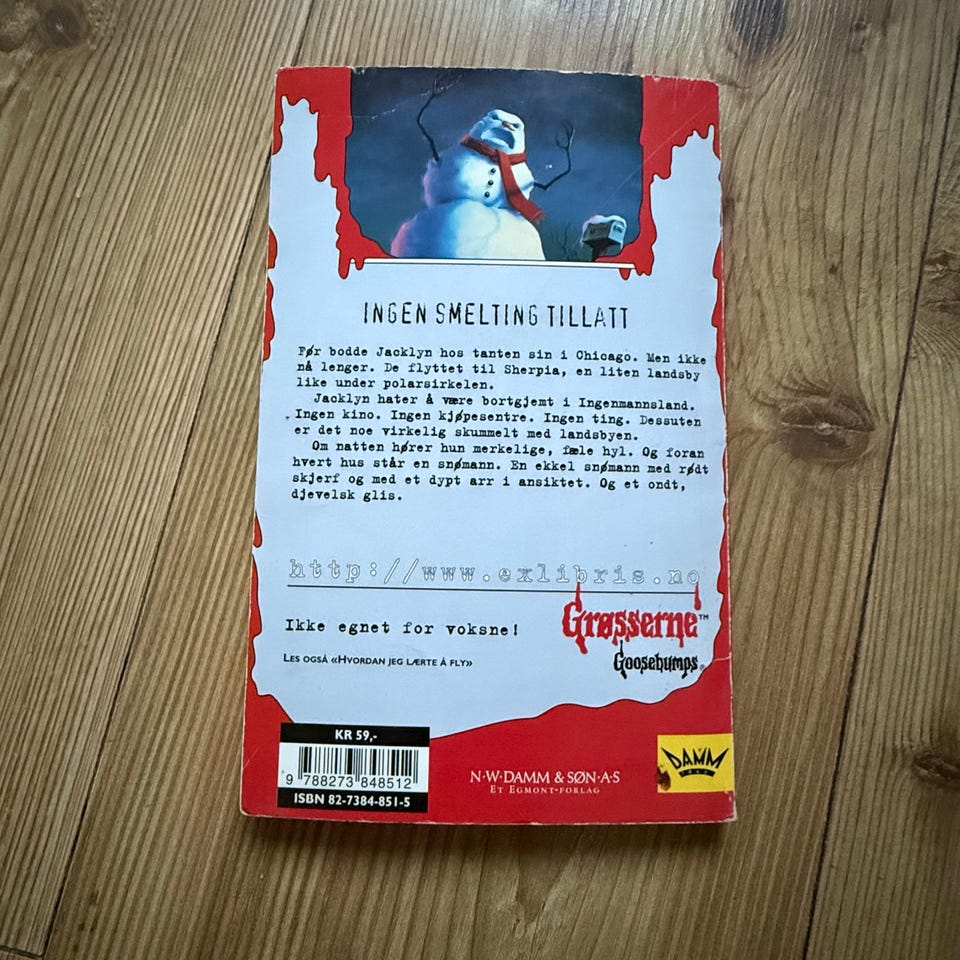 INGEN SMELTING TILLATT
Før bodde Jacklyn hos tanten sin i Chicago. Men ikke
nå lenger. De flyttet til Sherpia, en liten landsby
like under polarsirkelen.
Jacklyn hater å være bortgjemt i Ingenmannsland.
Ingen kino. Ingen kjøpesentre. Ingen ting. Dessuten
er det noe virkelig skummelt med landsbyen.
Om natten hører hun merkelige, fæle hyl. Og foran
hvert hus står en snømann. En ekkel snømann med rødt
skjerf og med et dypt arr i ansiktet. Og et ondt,
djevelsk glis.
http://www.exlibris.no
Ikke egnet for voksne!
Grøsserne™
LES OGSÅ «HVORDAN JEG LÆRTE Å FLY»
Goosebumps®
KR 59,-
9 788273 848512
ISBN 82-7384-851-5
N·W·DAMM & SØN·A·S
ET EGMONT-FORLAG
DAMM